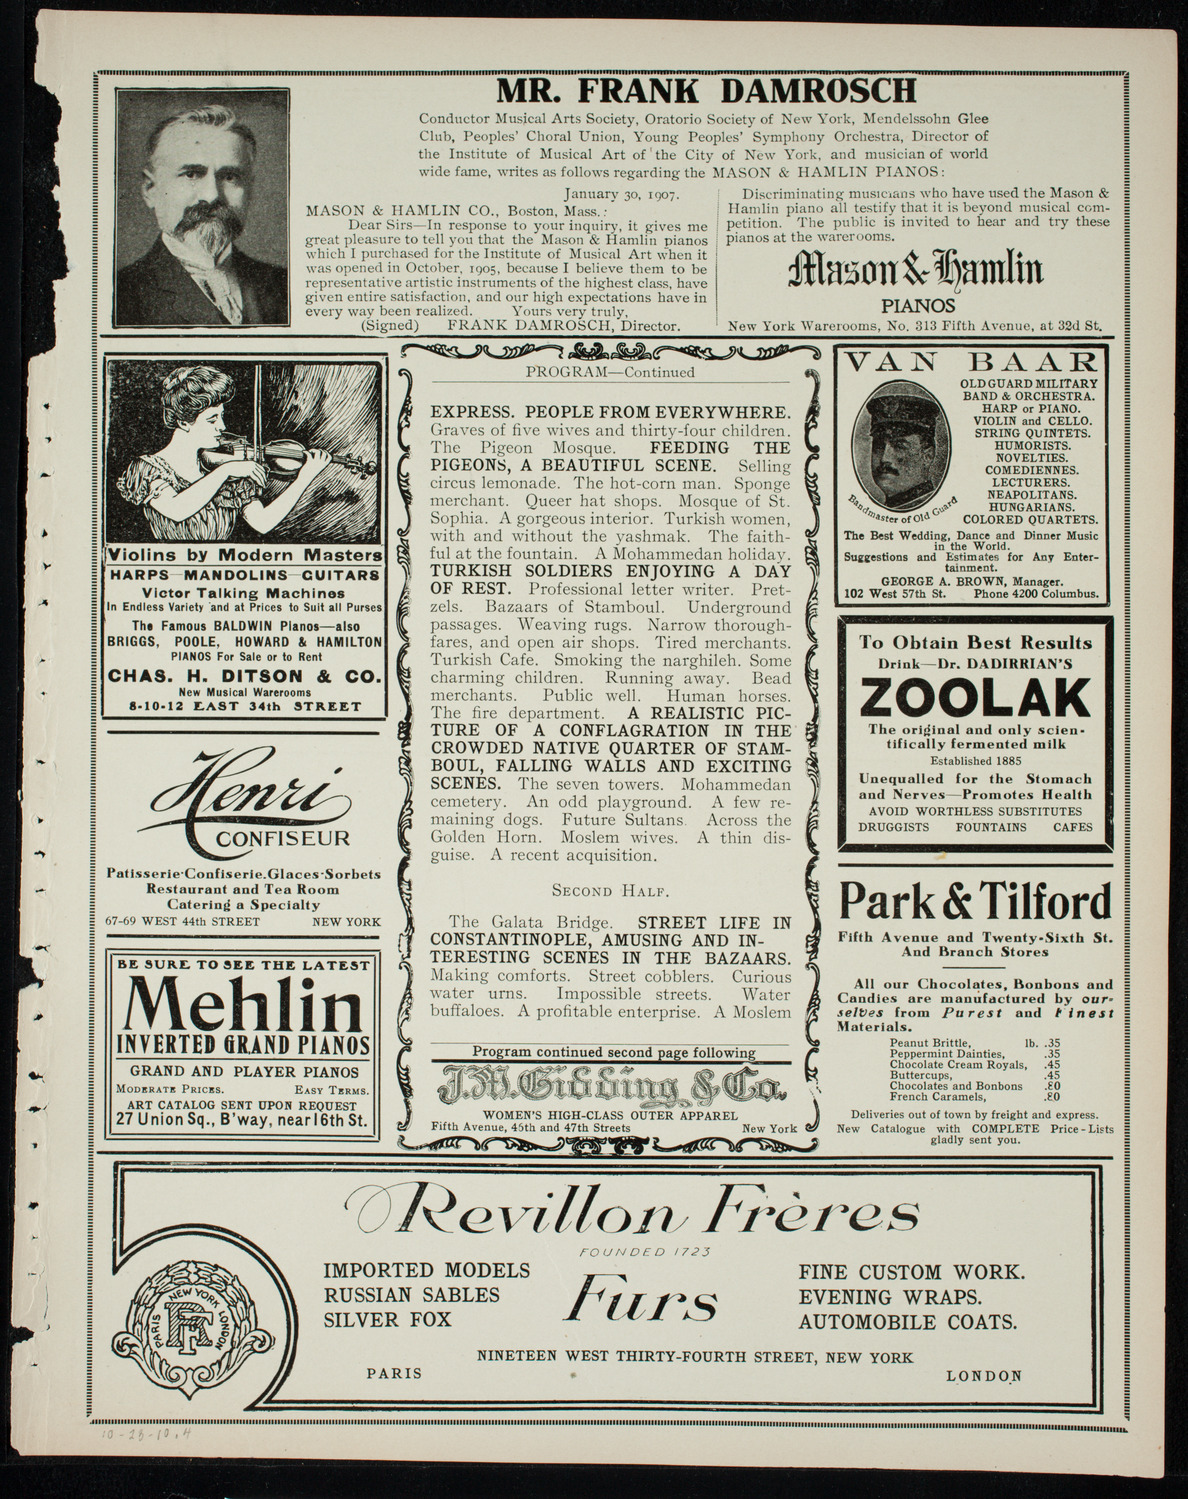 MR. FRANK DAMROSCH
Conductor Musical Arts Society, Oratorio Society of New York, Mendelssohn Glee
Club, Peoples' Choral Union, Young Peoples' Symphony Orchestra, Director of
the Institute of Musical Art of the City of New York, and musician of world
wide fame, writes as follows regarding the MASON & HAMLIN PIANOS:
January 30, 1907.
MASON & HAMLIN CO., Boston, Mass.:
Dear Sirs—In response to your inquiry, it gives me
great pleasure to tell you that the Mason & Hamlin pianos
which I purchased for the Institute of Musical Art when it
was opened in October, 1905, because I believe them to be
representative artistic instruments of the highest class, have
given entire satisfaction, and our high expectations have in
every way been realized. Yours very truly,
(Signed) FRANK DAMROSCH, Director.
Discriminating musicians who have used the Mason &
Hamlin piano all testify that it is beyond musical com-
petition. The public is invited to hear and try these
pianos at the warerooms.
Mason & Hamlin
PIANOS
New York Warerooms, No. 313 Fifth Avenue, at 32d St.
Violins by Modern Masters
HARPS MANDOLINS GUITARS
Victor Talking Machines
In Endless Variety and at Prices to Suit all Purses
The Famous BALDWIN Pianos—also
BRIGGS, POOLE, HOWARD & HAMILTON
PIANOS For Sale or to Rent
CHAS. H. DITSON & CO.
New Musical Warerooms
8-10-12 EAST 34th STREET
Henri
CONFISEUR
Patisserie-Confiserie.Glaces-Sorbets
Restaurant and Tea Room
Catering a Specialty
67-69 WEST 44th STREET NEW YORK
BE SURE TO SEE THE LATEST
Mehlin
INVERTED GRAND PIANOS
GRAND AND PLAYER PIANOS
MODERATE PRICES. EASY TERMS.
ART CATALOG SENT UPON REQUEST
27 Union Sq., B'way, near 16th St.
PROGRAM—Continued
EXPRESS. PEOPLE FROM EVERYWHERE.
Graves of five wives and thirty-four children.
The Pigeon Mosque. FEEDING THE
PIGEONS, A BEAUTIFUL SCENE. Selling
circus lemonade. The hot-corn man. Sponge
merchant. Queer hat shops. Mosque of St.
Sophia. A gorgeous interior. Turkish women,
with and without the yashmak. The faith-
ful at the fountain. A Mohammedan holiday.
TURKISH SOLDIERS ENJOYING A DAY
OF REST. Professional letter writer. Pret-
zels. Bazaars of Stamboul. Underground
passages. Weaving rugs. Narrow thorough-
fares, and open air shops. Tired merchants.
Turkish Cafe. Smoking the narghileh. Some
charming children. Running away. Bead
merchants. Public well. Human horses.
The fire department. A REALISTIC PIC-
TURE OF A CONFLAGRATION IN THE
CROWDED NATIVE QUARTER OF STAM-
BOUL, FALLING WALLS AND EXCITING
SCENES. The seven towers. Mohammedan
cemetery. An odd playground. A few re-
maining dogs. Future Sultans. Across the
Golden Horn. Moslem wives. A thin dis-
guise. A recent acquisition.
SECOND HALF.
The Galata Bridge. STREET LIFE IN
CONSTANTINOPLE, AMUSING AND IN-
TERESTING SCENES IN THE BAZAARS.
Making comforts. Street cobblers. Curious
water urns. Impossible streets. Water
buffaloes. A profitable enterprise. A Moslem
Program continued second page following
J.M. Gidding & Co.
WOMEN'S HIGH-CLASS OUTER APPAREL
Fifth Avenue, 45th and 47th Streets New York
VAN BAAR
OLD GUARD MILITARY
BAND & ORCHESTRA.
HARP or PIANO.
VIOLIN and CELLO.
STRING QUINTETS.
HUMORISTS.
NOVELTIES.
COMEDIENNES.
LECTURERS.
NEAPOLITANS.
HUNGARIANS.
COLORED QUARTETS.
Bandmaster of Old Guard
The Best Wedding, Dance and Dinner Music
in the World.
Suggestions and Estimates for Any Enter-
tainment.
GEORGE A. BROWN, Manager.
102 West 57th St. Phone 4200 Columbus.
To Obtain Best Results
Drink—Dr. DADIRRIAN'S
ZOOLAK
The original and only scien-
tifically fermented milk
Established 1885
Unequalled for the Stomach
and Nerves—Promotes Health
AVOID WORTHLESS SUBSTITUTES
DRUGGISTS FOUNTAINS CAFES
Park & Tilford
Fifth Avenue and Twenty-Sixth St.
And Branch Stores
All our Chocolates, Bonbons and
Candies are manufactured by our-
selves from Purest and Finest
Materials.
Peanut Brittle, lb. .35
Peppermint Dainties, .35
Chocolate Cream Royals, .45
Buttercups, .45
Chocolates and Bonbons .80
French Caramels, .80
Deliveries out of town by freight and express.
New Catalogue with COMPLETE Price-Lists
gladly sent you.
Revillon Frères
FOUNDED 1723
Furs
IMPORTED MODELS
RUSSIAN SABLES
SILVER FOX
FINE CUSTOM WORK.
EVENING WRAPS.
AUTOMOBILE COATS.
NINETEEN WEST THIRTY-FOURTH STREET, NEW YORK
PARIS LONDON
PARIS NEW YORK LONDON
10-23-10.4